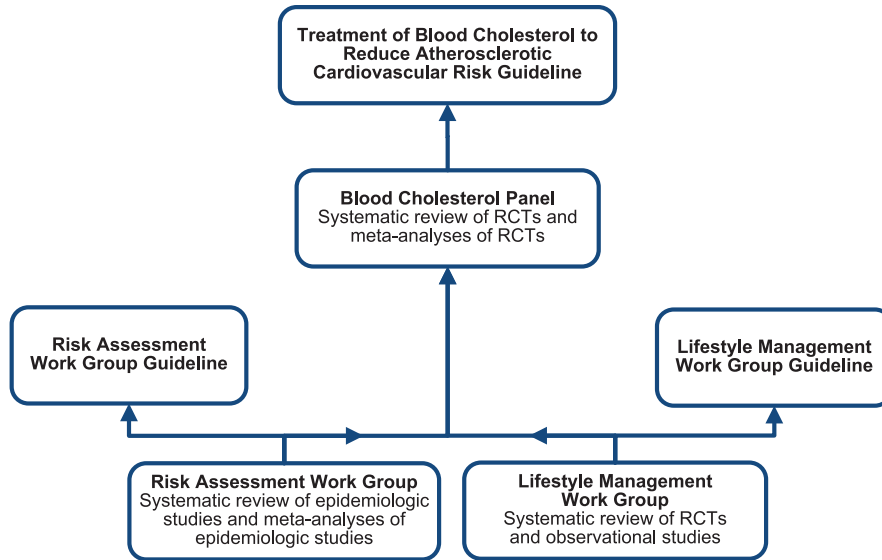 Treatment of Blood Cholesterol to
Reduce Atherosclerotic
Cardiovascular Risk Guideline
Blood Cholesterol Panel
Systematic review of RCTs and
meta-analyses of RCTs
Risk Assessment
Work Group Guideline
Lifestyle Management
Work Group Guideline
Risk Assessment Work Group
Systematic review of epidemiologic
studies and meta-analyses of
epidemiologic studies
Lifestyle Management
Work Group
Systematic review of RCTs
and observational studies